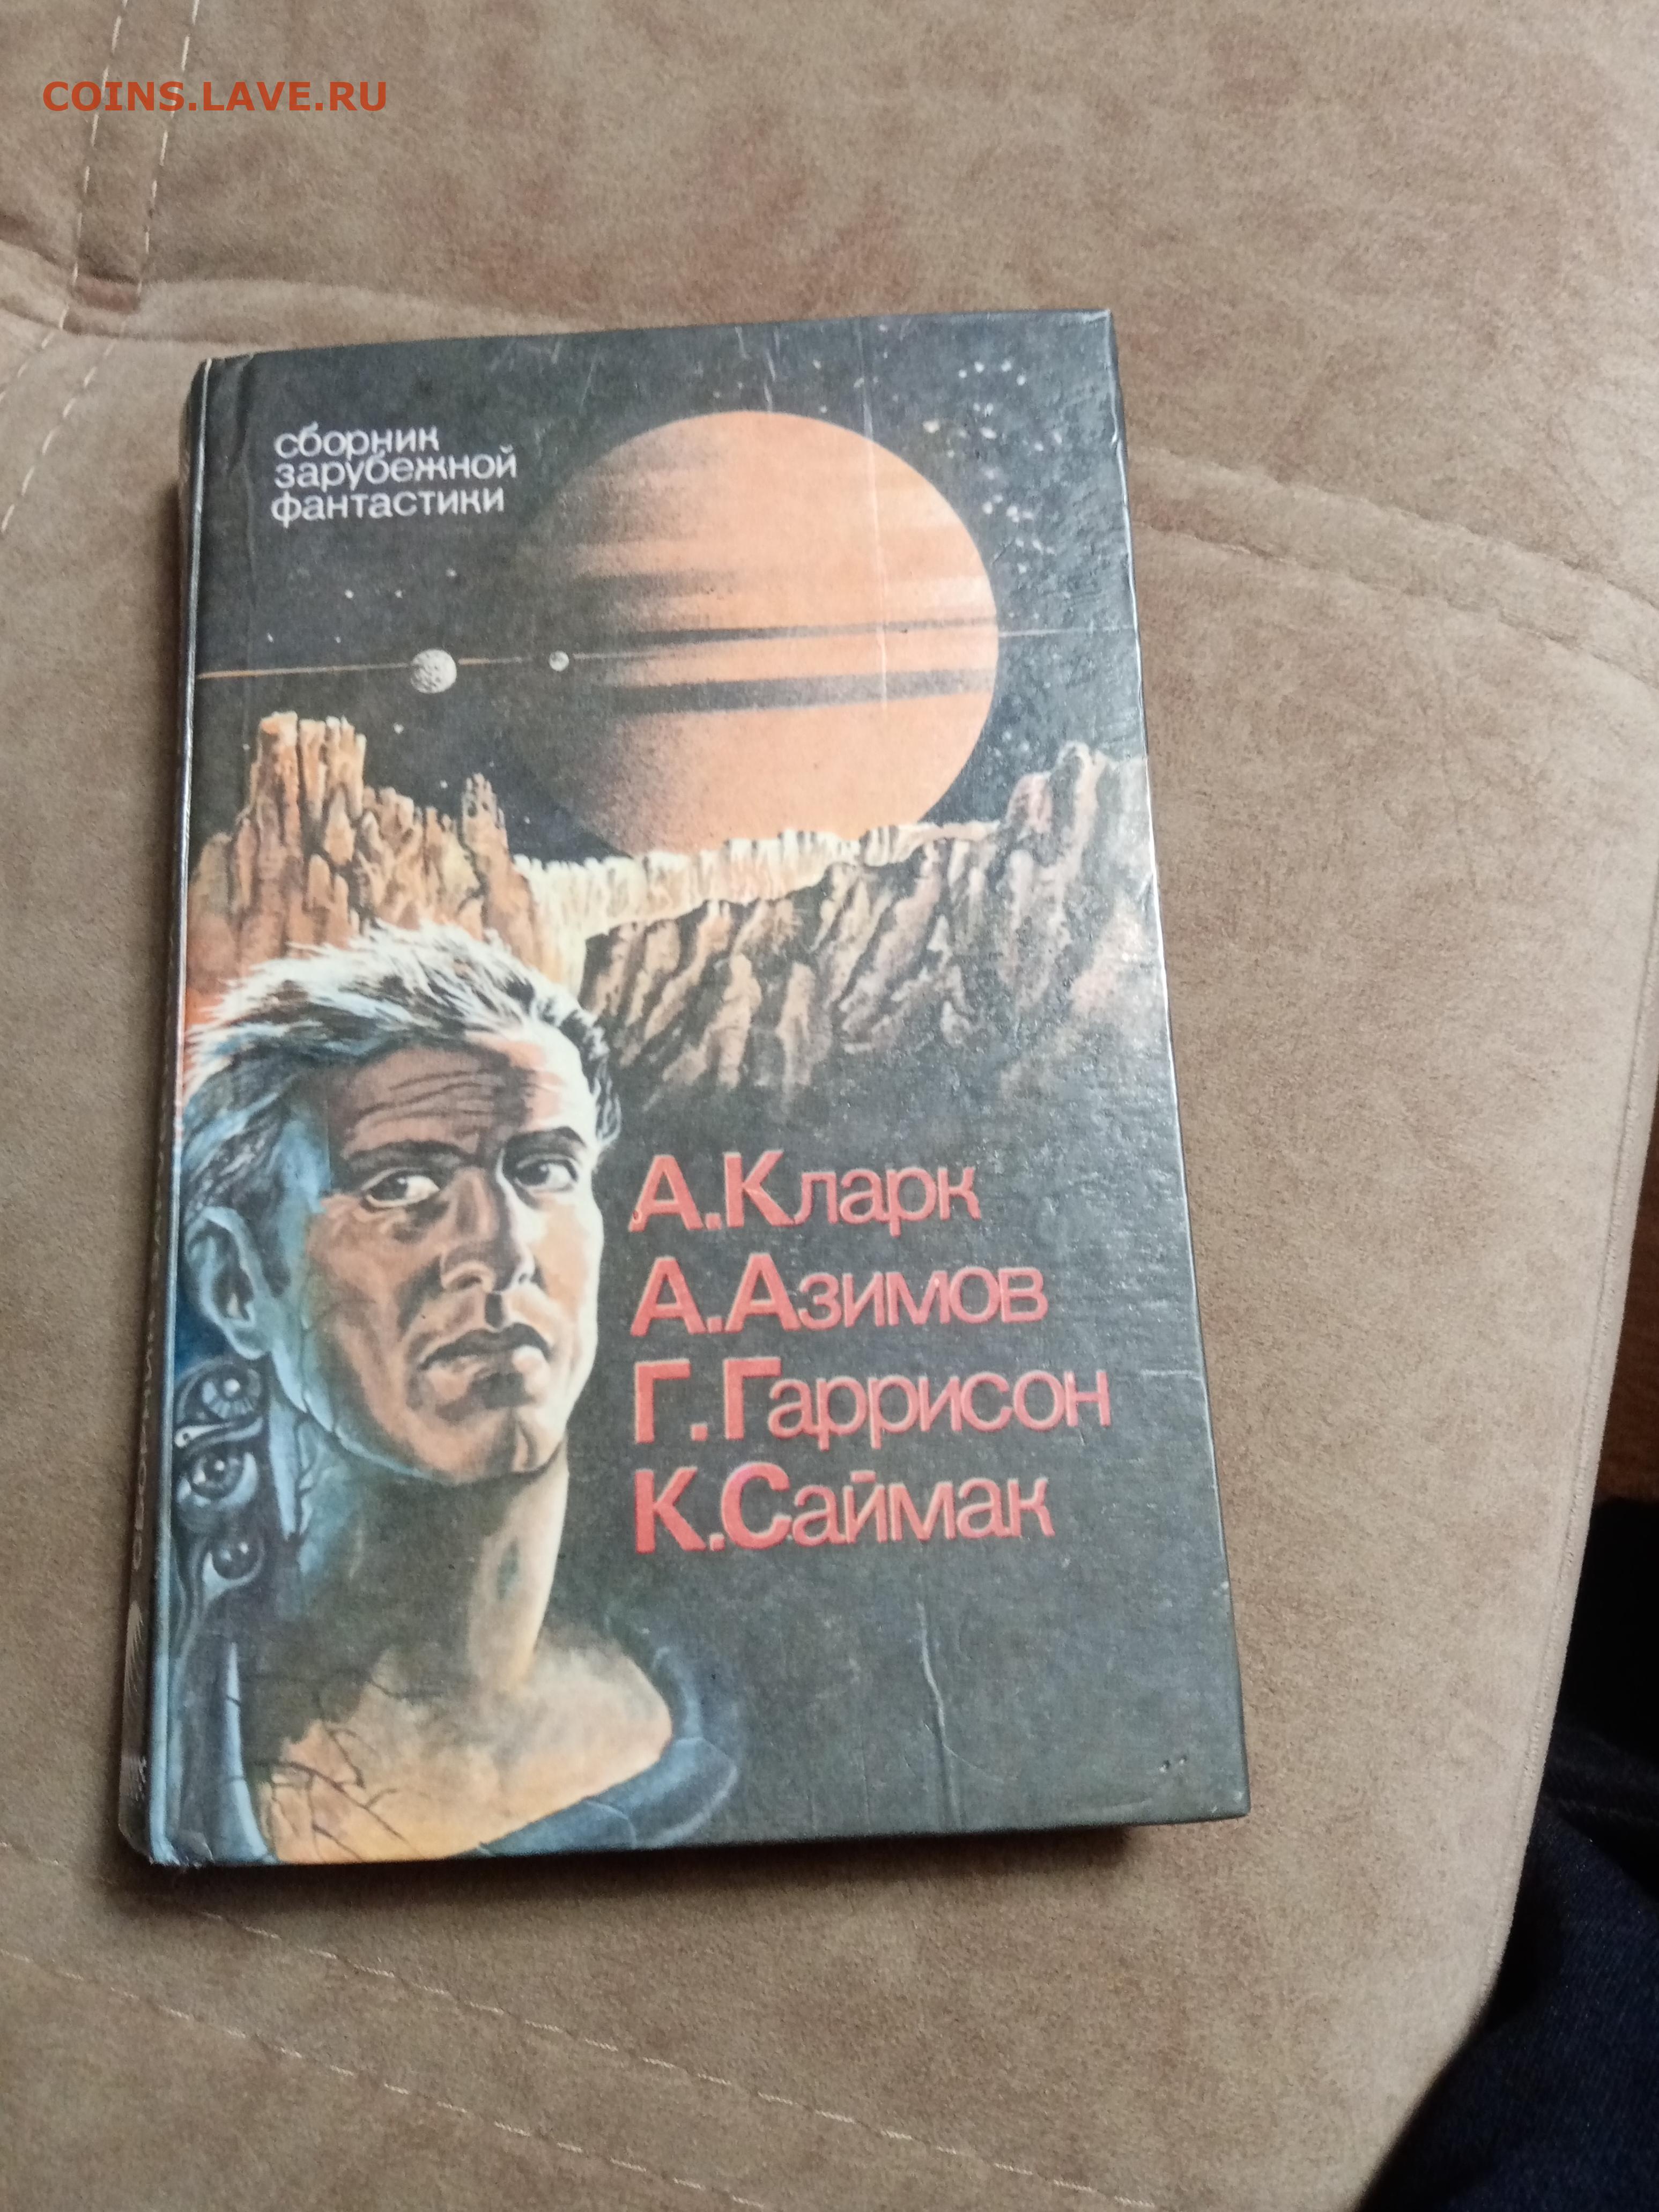 COINS.LAVE.RU
сборник
зарубежной
фантастики
А.Кларк
А.Азимов
Г.Гаррисон
К.Саймак